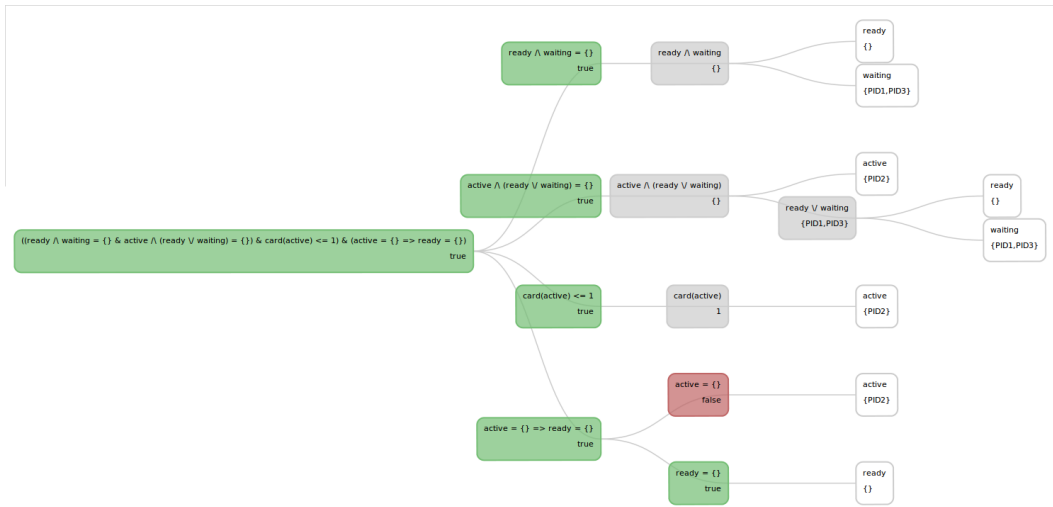 ready /\ waiting = {}
true
ready /\ waiting
{}
ready
{}
waiting
{PID1,PID3}
active /\ (ready \/ waiting) = {}
true
active /\ (ready \/ waiting)
{}
active
{PID2}
ready \/ waiting
{PID1,PID3}
ready
{}
waiting
{PID1,PID3}
((ready /\ waiting = {} & active /\ (ready \/ waiting) = {}) & card(active) <= 1) & (active = {} => ready = {})
true
card(active) <= 1
true
card(active)
1
active
{PID2}
active = {} => ready = {}
true
active = {}
false
active
{PID2}
ready = {}
true
ready
{}